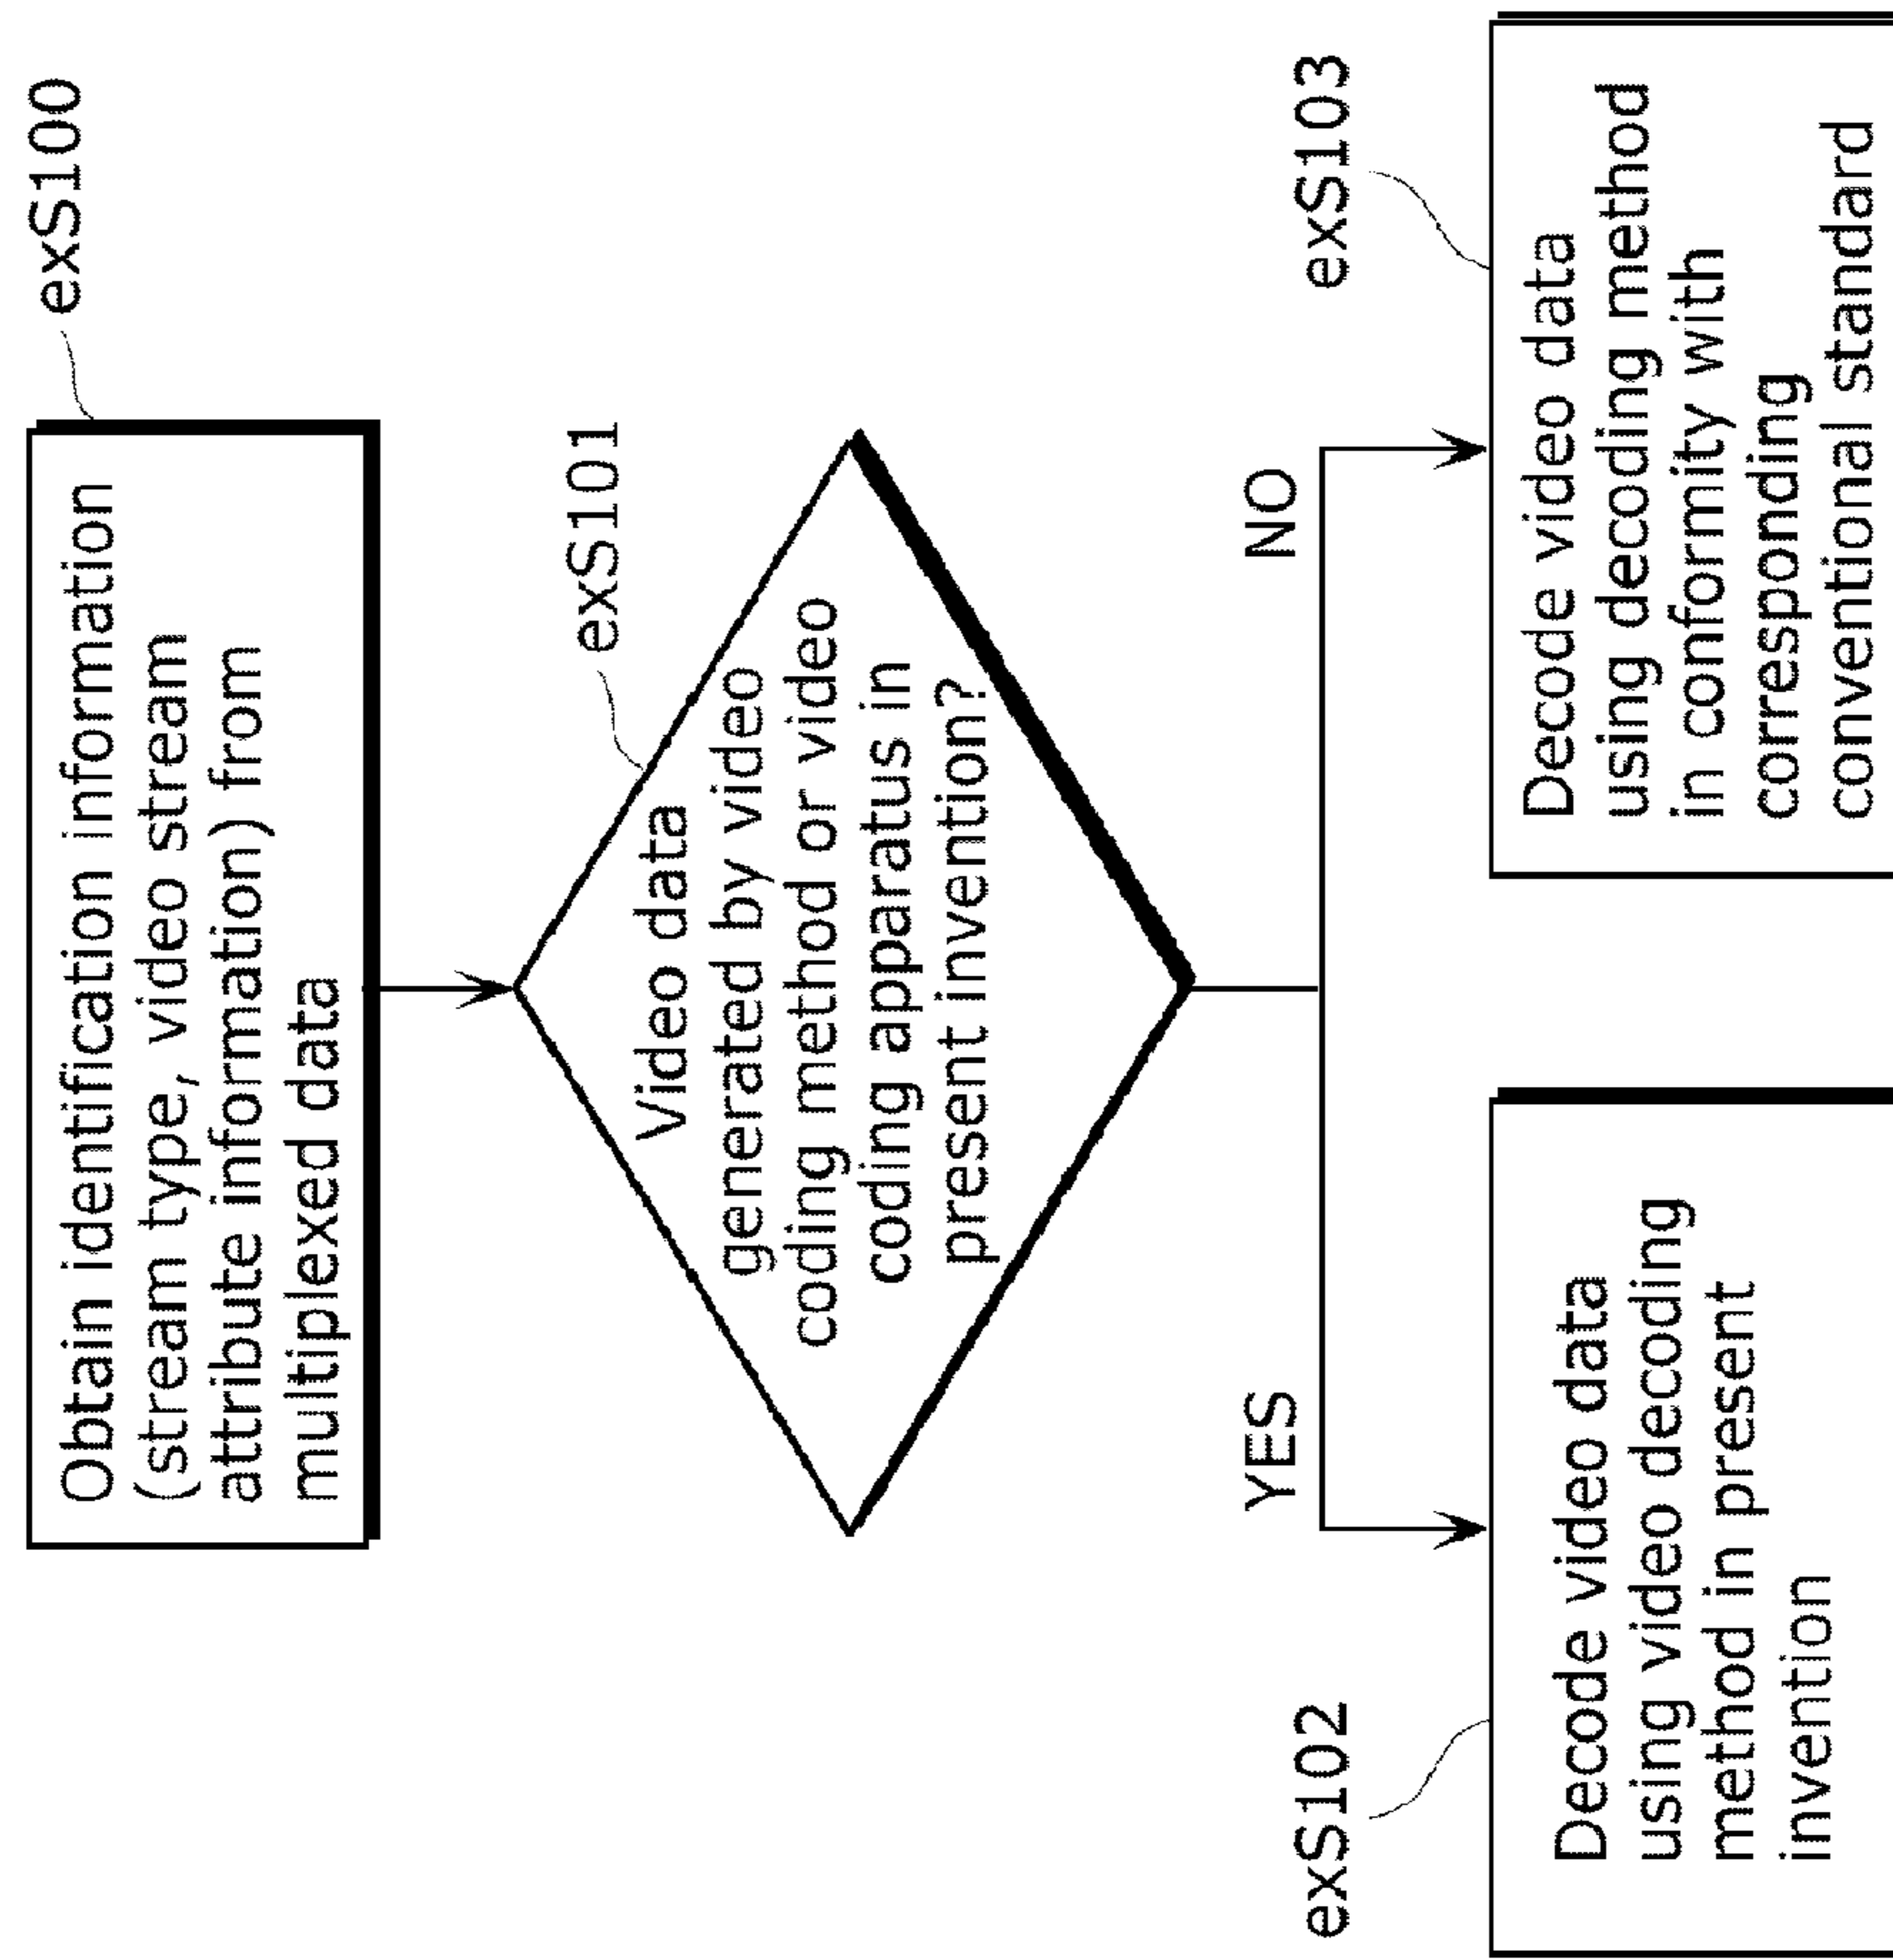 exS100
Obtain identification information
(stream type, video stream
attribute information) from
multiplexed data
exS101
Video data
generated by video
coding method or video
coding apparatus in
present invention?
YES
NO
exS102
Decode video data
using video decoding
method in present
invention
exS103
Decode video data
using decoding method
in conformity with
corresponding
conventional standard